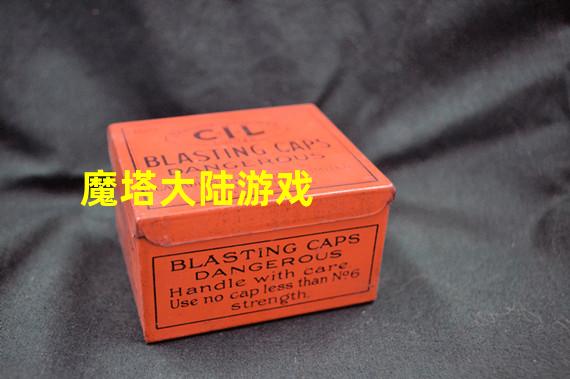 CIL
BLASTING CAPS
DANGEROUS
魔塔大陆游戏
BLASTING CAPS
DANGEROUS
Handle with care
Use no cap less than Nº6
strength.